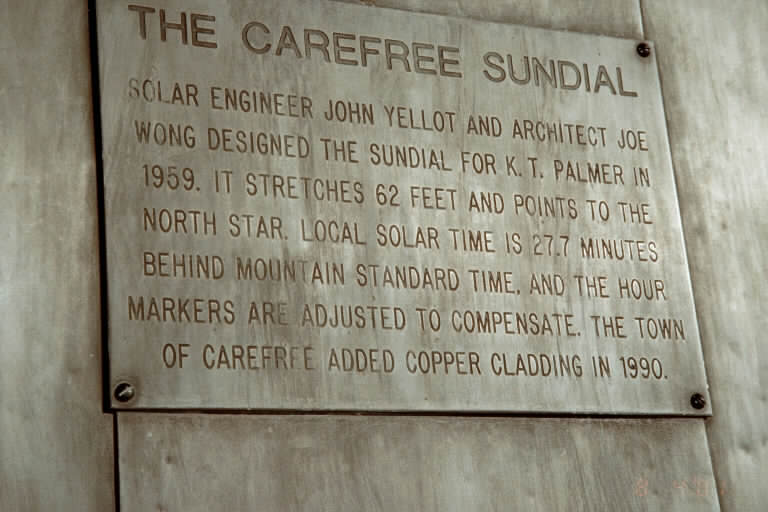 THE CAREFREE SUNDIAL
SOLAR ENGINEER JOHN YELLOT AND ARCHITECT JOE
WONG DESIGNED THE SUNDIAL FOR K. T. PALMER IN
1959. IT STRETCHES 62 FEET AND POINTS TO THE
NORTH STAR. LOCAL SOLAR TIME IS 27.7 MINUTES
BEHIND MOUNTAIN STANDARD TIME, AND THE HOUR
MARKERS ARE ADJUSTED TO COMPENSATE. THE TOWN
OF CAREFREE ADDED COPPER CLADDING IN 1990.